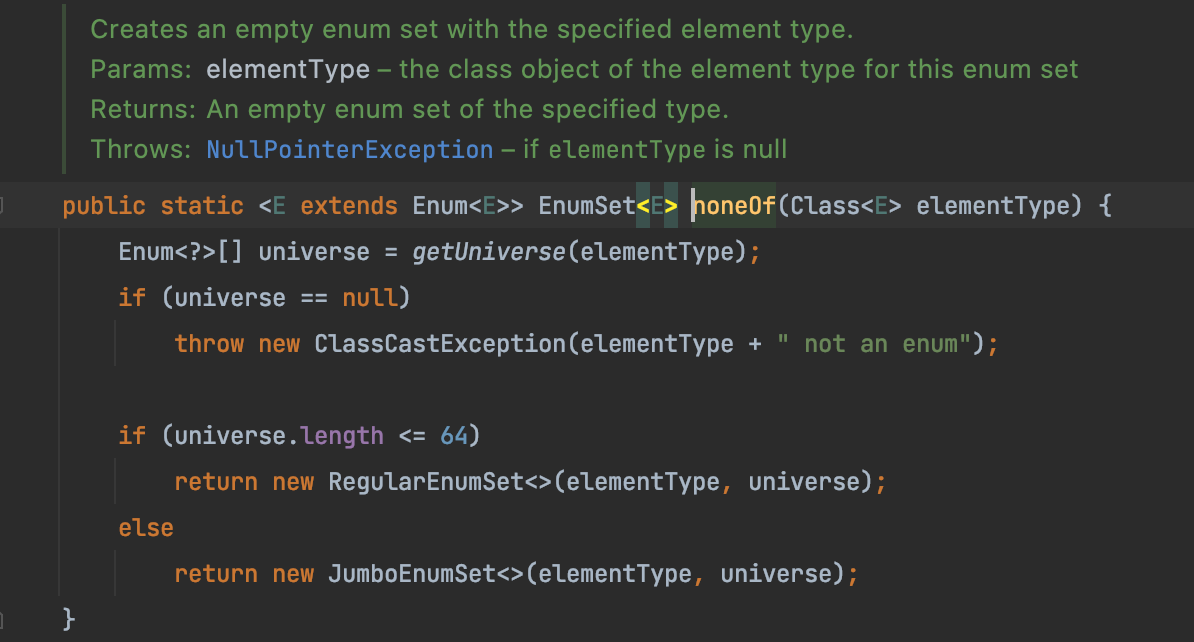 Creates an empty enum set with the specified element type.
Params: elementType – the class object of the element type for this enum set
Returns: An empty enum set of the specified type.
Throws: NullPointerException – if elementType is null
public static <E extends Enum<E>> EnumSet<E> noneOf(Class<E> elementType) {
    Enum<?>[] universe = getUniverse(elementType);
    if (universe == null)
        throw new ClassCastException(elementType + " not an enum");
    if (universe.length <= 64)
        return new RegularEnumSet<>(elementType, universe);
    else
        return new JumboEnumSet<>(elementType, universe);
}